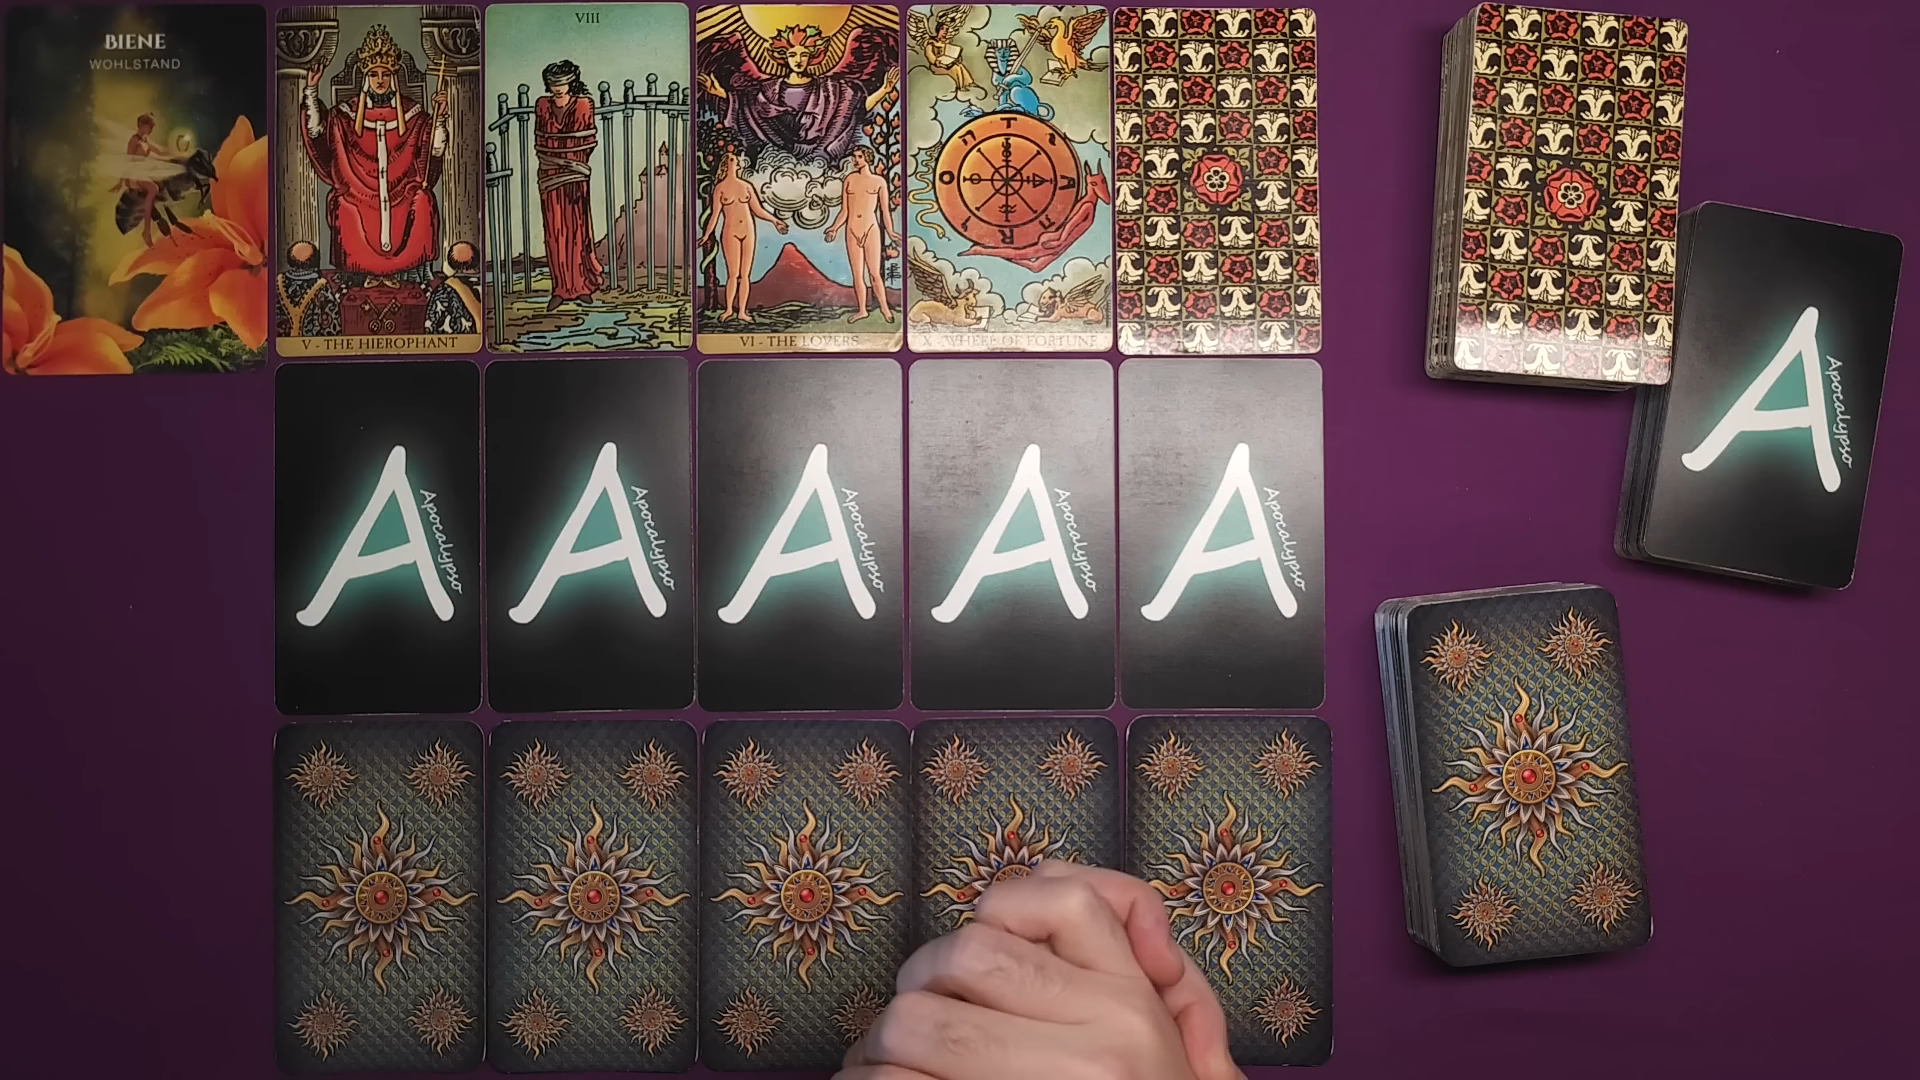 BIENE
WOHLSTAND
V - THE HIEROPHANT
VIII
VI - THE LOVERS
X - WHEEL OF FORTUNE
T
A
R
O
A
Apocalypso
A
Apocalypso
A
Apocalypso
A
Apocalypso
A
Apocalypso
A
Apocalypso